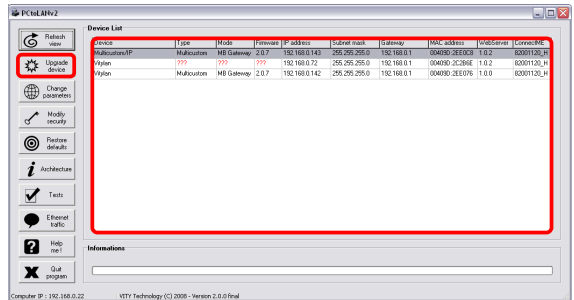 PCtoLANv2
Device List
Device Type Mode Firmware IP address Subnet mask Gateway MAC address WebServer ConnectME
Multicustom/IP Multicustom MB Gateway 2.0.7 192.168.0.143 255.255.255.0 192.168.0.1 00409D:2EE0C8 1.0.2 82001120_H
Vitylan ??? ??? ??? 192.168.0.72 255.255.255.0 192.168.0.1 00409D:2C2B6E 1.0.2 82001120_H
Vitylan Multicustom MB Gateway 2.0.7 192.168.0.142 255.255.255.0 192.168.0.1 00409D:2EE076 1.0.0 82001120_H
Refresh
view
Upgrade
device
Change
parameters
Modify
security
Restore
defaults
Architecture
Tests
Ethernet
traffic
Help
me !
Quit
program
Informations
Computer IP : 192.168.0.22 VITY Technology (C) 2008 - Version 2.0.0 final